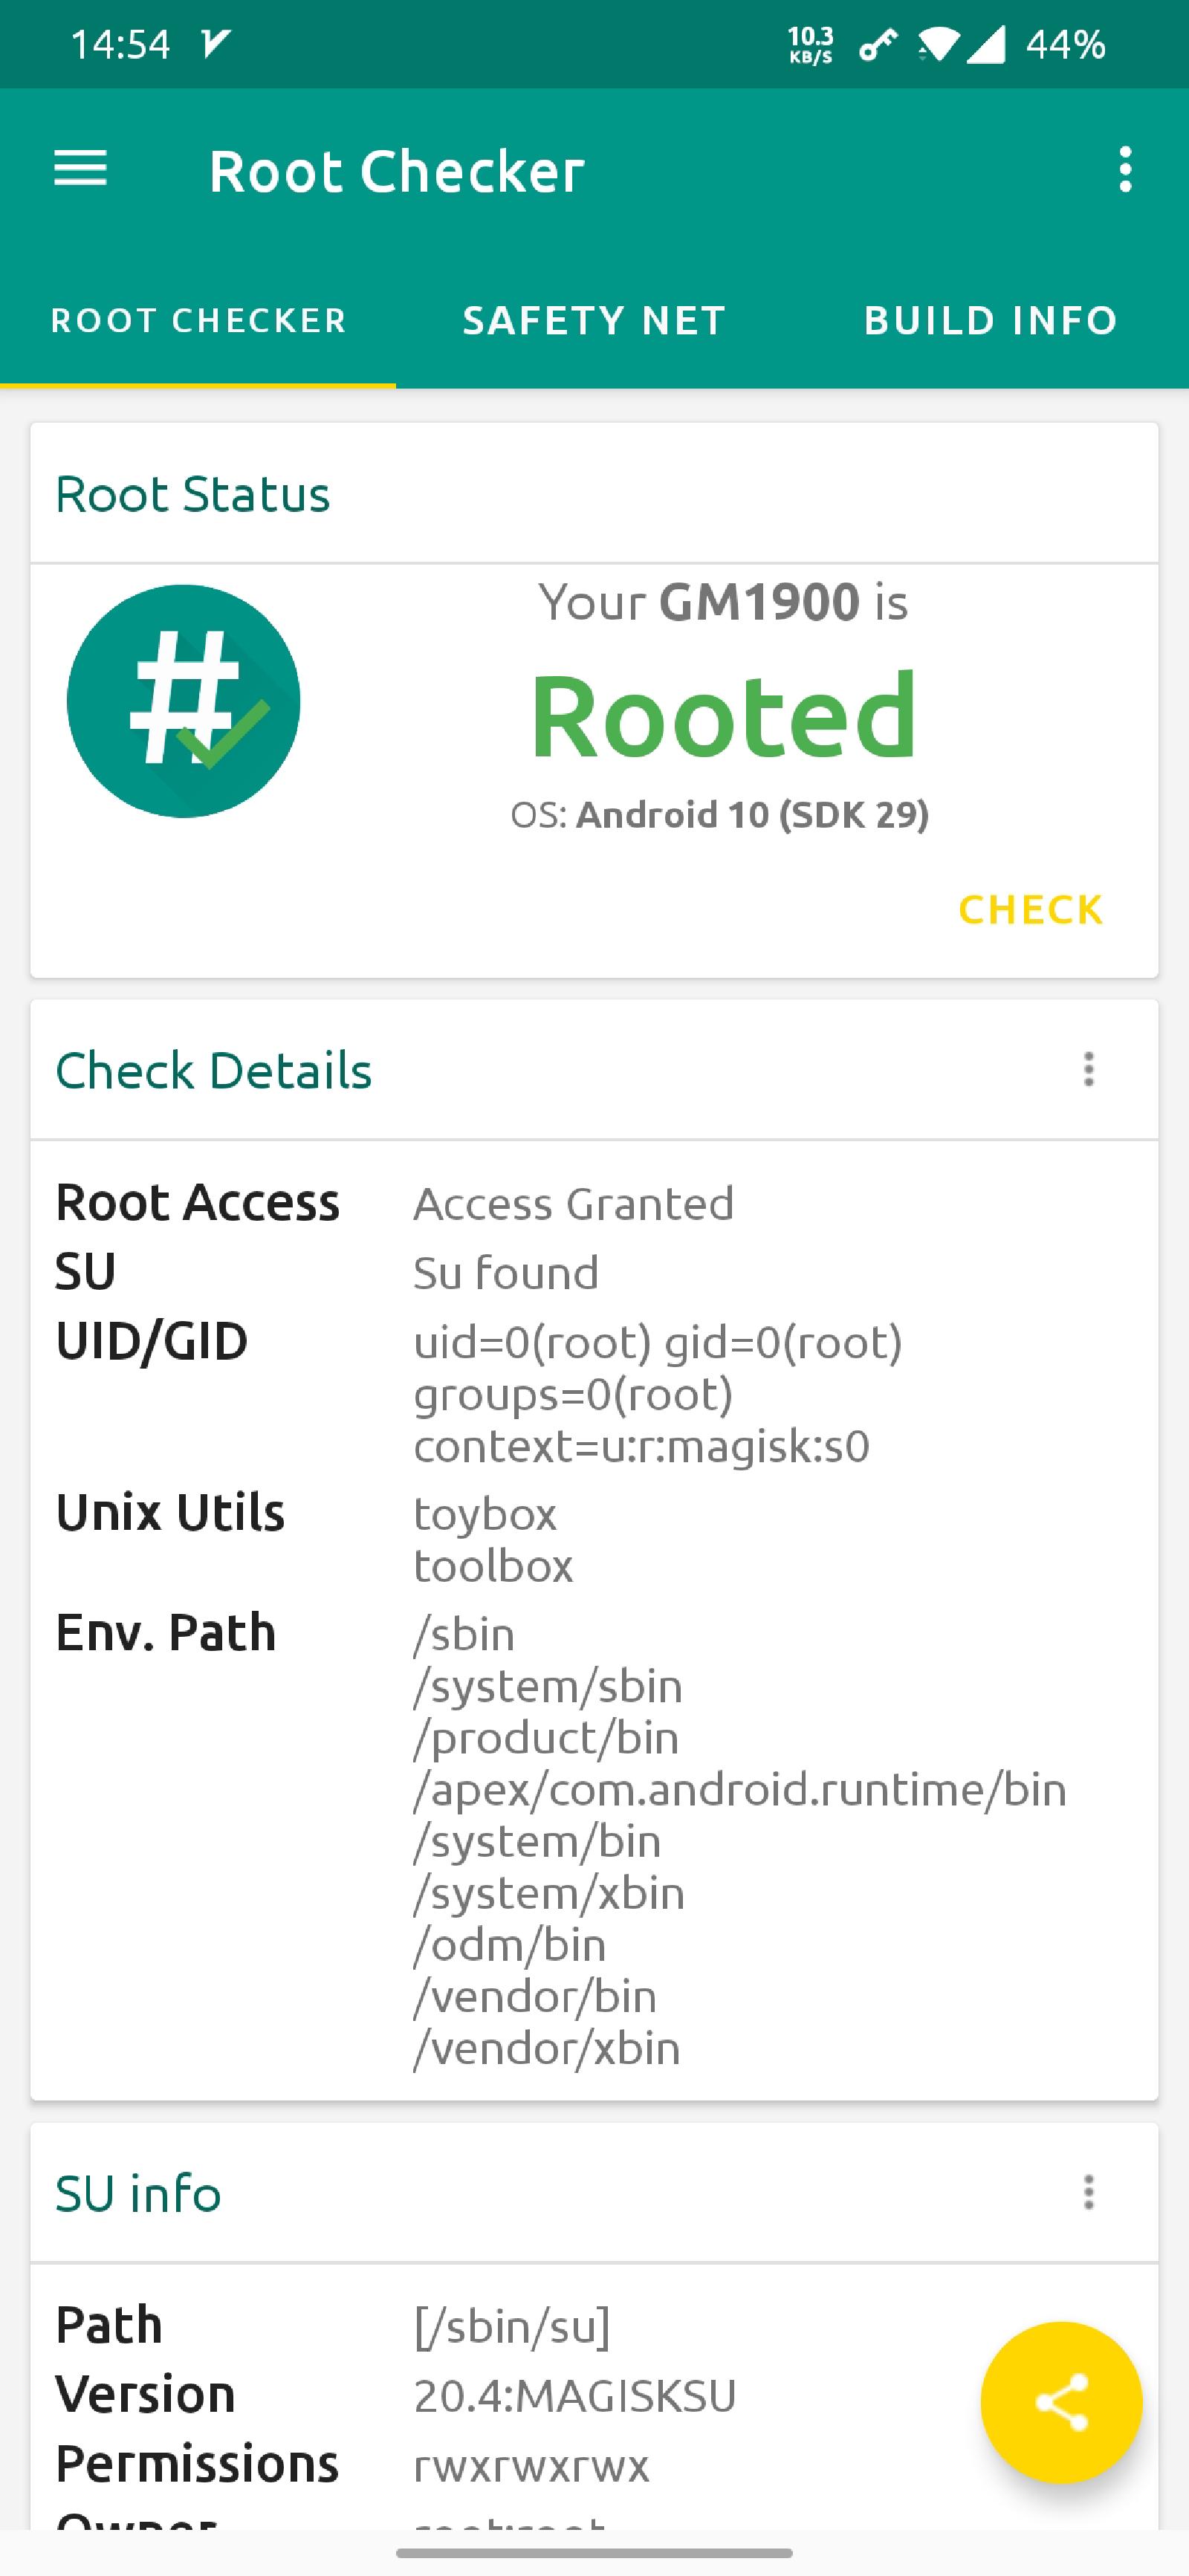 14:54
10.3
KB/S
44%
Root Checker
ROOT CHECKER
SAFETY NET
BUILD INFO
Root Status
Your GM1900 is
Rooted
OS: Android 10 (SDK 29)
CHECK
Check Details
Root Access Access Granted
SU Su found
UID/GID uid=0(root) gid=0(root)
groups=0(root)
context=u:r:magisk:s0
Unix Utils toybox
toolbox
Env. Path /sbin
/system/sbin
/product/bin
/apex/com.android.runtime/bin
/system/bin
/system/xbin
/odm/bin
/vendor/bin
/vendor/xbin
SU info
Path [/sbin/su]
Version 20.4:MAGISKSU
Permissions rwxrwxrwx
Owner root:root